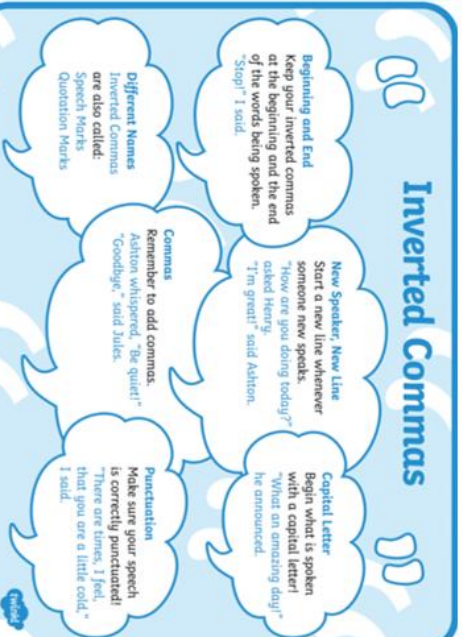 Inverted Commas
Beginning and End
Keep your inverted commas
at the beginning and the end
of the words being spoken.
"Stop!" I said.
New Speaker, New Line
Start a new line whenever
someone new speaks.
"How are you doing today?"
asked Henry.
"I'm great!" said Ashton.
Capital Letter
Begin what is spoken
with a capital letter!
"What an amazing day!"
he announced.
Different Names
Inverted Commas
are also called:
Speech Marks
Quotation Marks
Commas
Remember to add commas.
Ashton whispered, "Be quiet!"
"Goodbye," said Jules.
Punctuation
Make sure your speech
is correctly punctuated!
"There are times, I feel,
that you are a little cold,"
I said.
twinkl